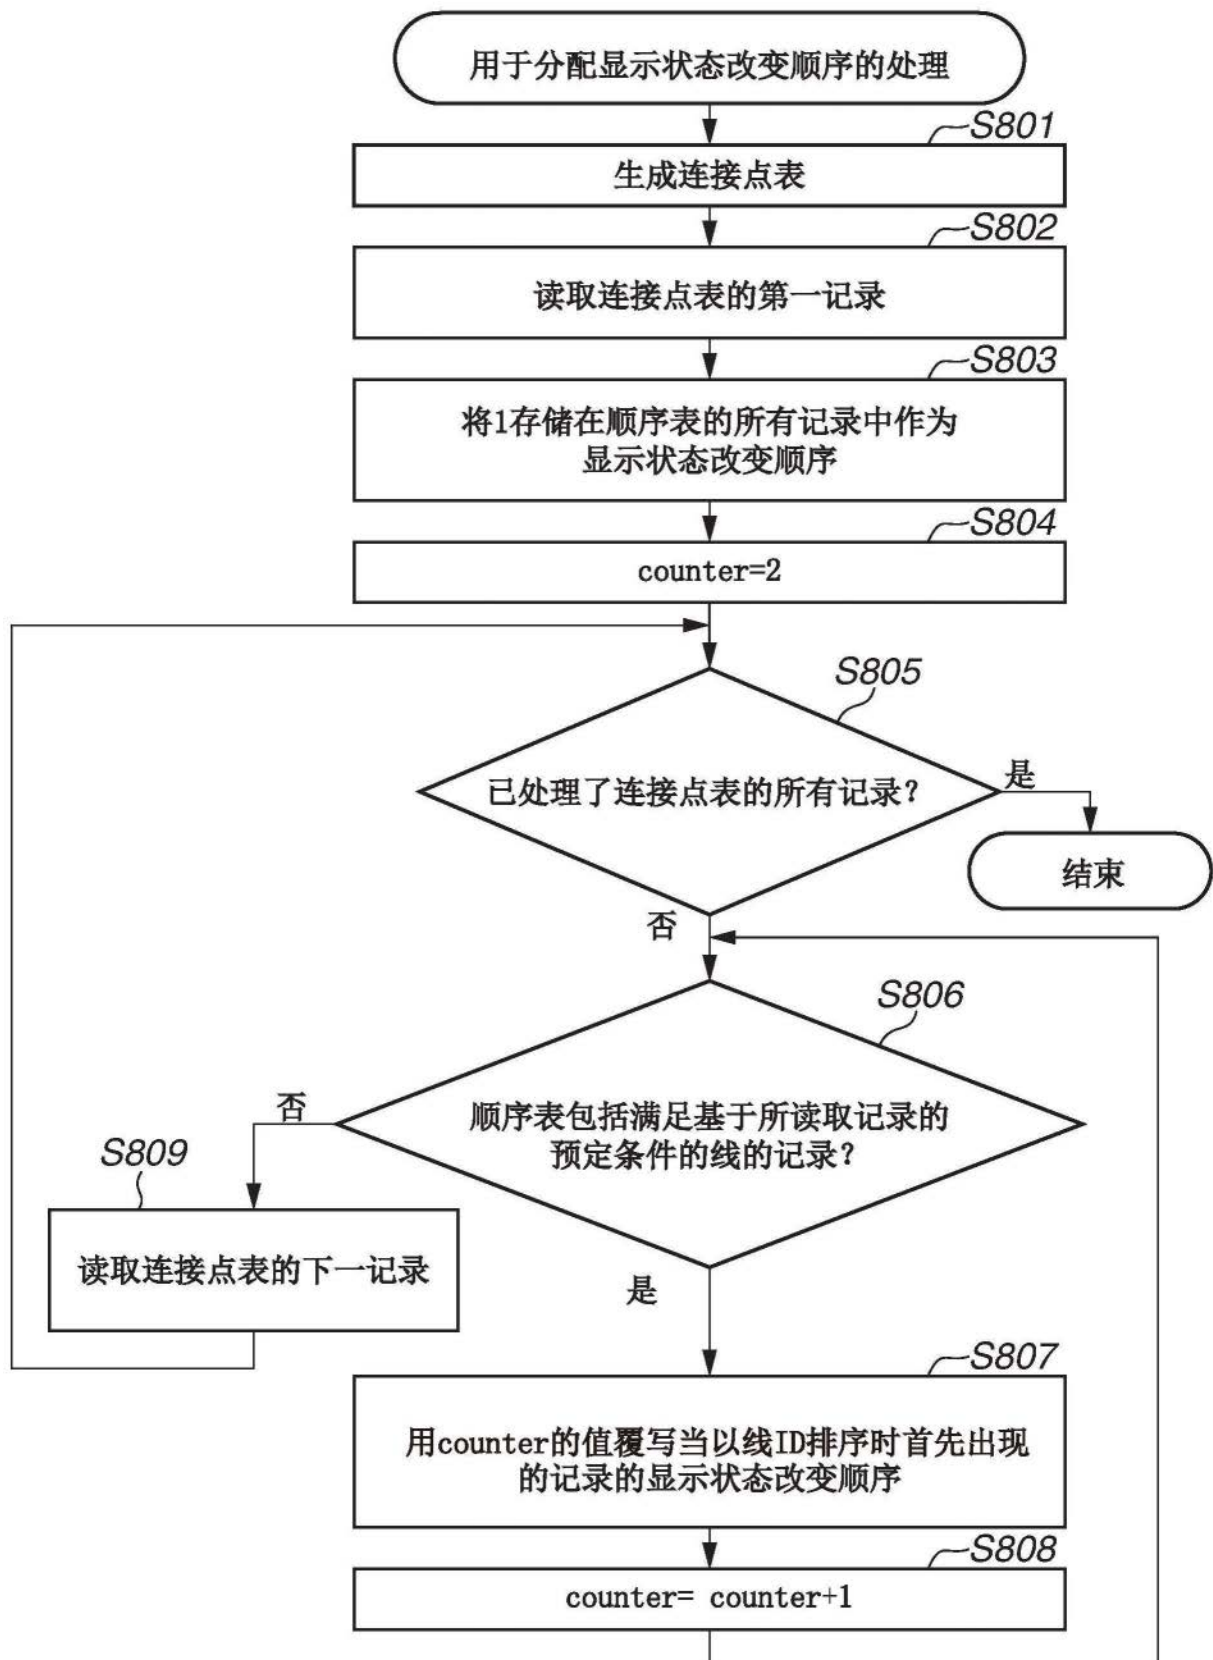 用于分配显示状态改变顺序的处理
S801
生成连接点表
S802
读取连接点表的第一记录
S803
将1存储在顺序表的所有记录中作为
显示状态改变顺序
S804
counter=2
S805
已处理了连接点表的所有记录?
是
结束
否
S806
顺序表包括满足基于所读取记录的
预定条件的线的记录?
否
S809
读取连接点表的下一记录
是
S807
用counter的值覆写当以线ID排序时首先出现
的记录的显示状态改变顺序
S808
counter= counter+1